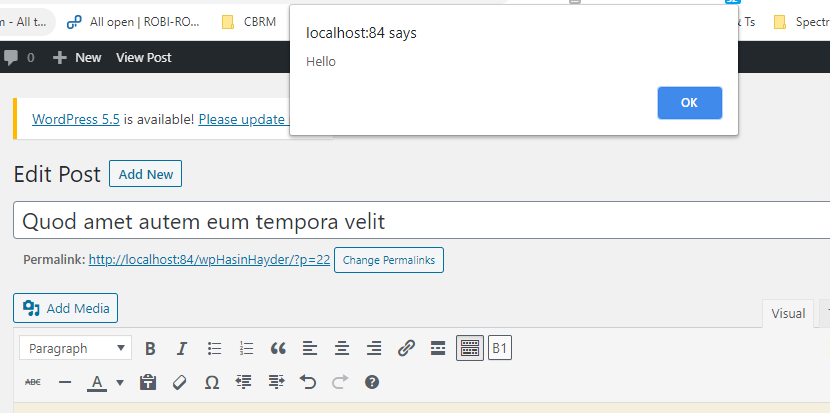 m - All t...
All open | ROBI-RO...
CBRM
& Ts
Spectr
localhost:84 says
Hello
OK
0
New
View Post
WordPress 5.5 is available! Please update
Edit Post
Add New
Quod amet autem eum tempora velit
Permalink: http://localhost:84/wpHasinHayder/?p=22
Change Permalinks
Add Media
Visual
Paragraph
B
I
B1
ABC
A
Ω